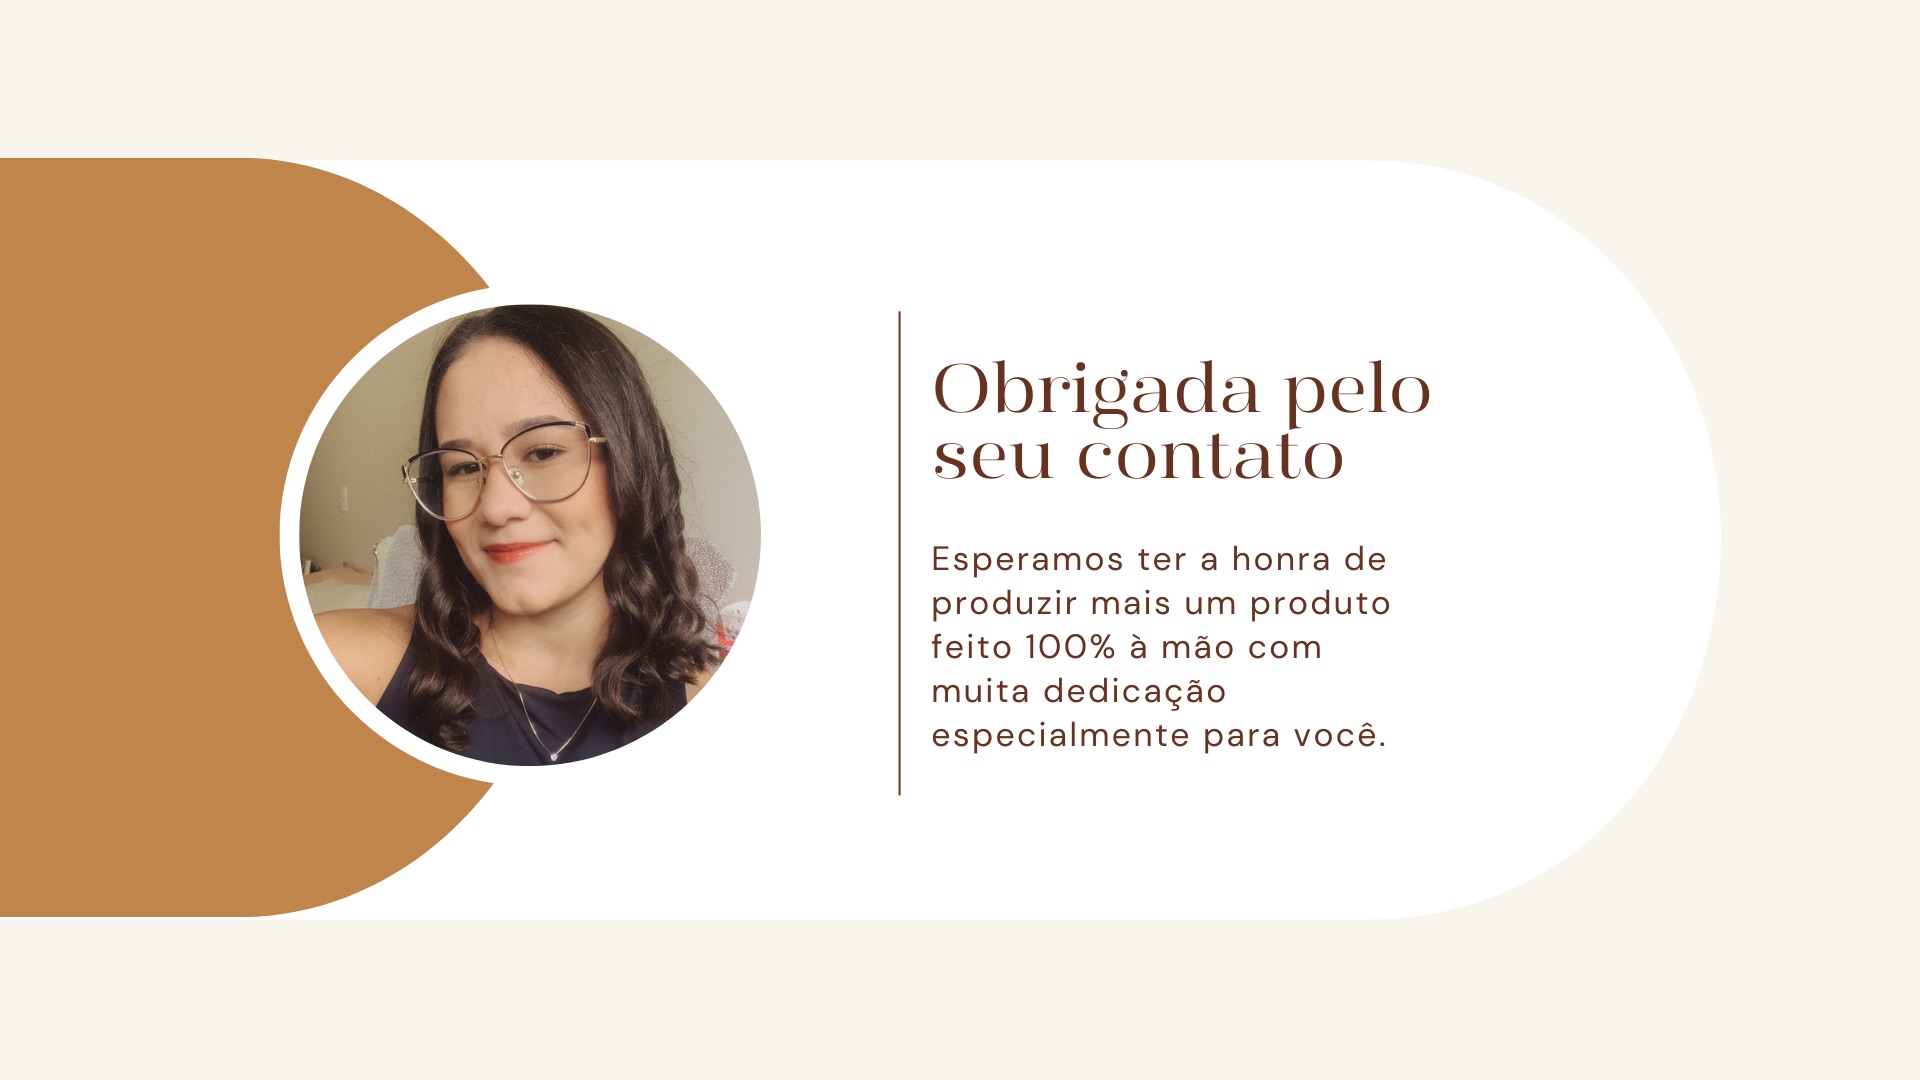 Obrigada pelo
seu contato
Esperamos ter a honra de
produzir mais um produto
feito 100% à mão com
muita dedicação
especialmente para você.